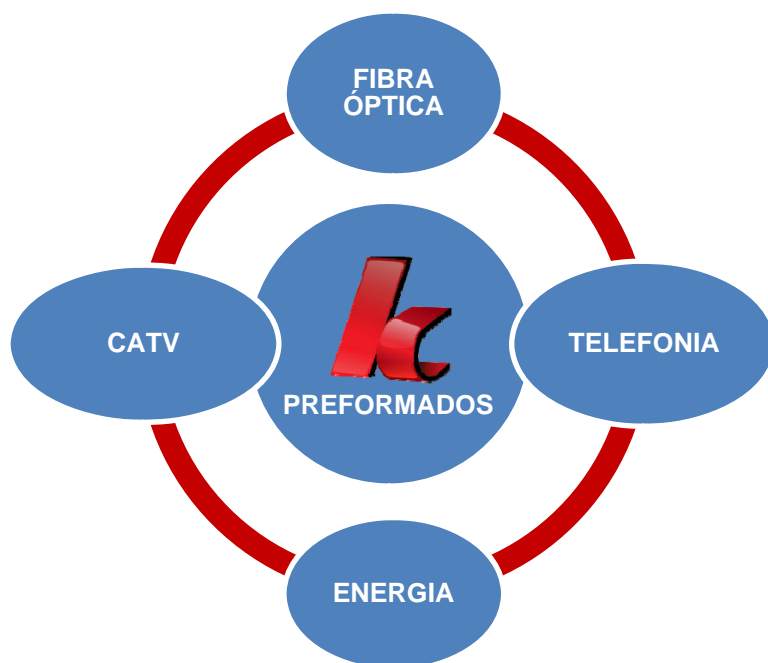 FIBRA
ÓPTICA
CATV
k
PREFORMADOS
TELEFONIA
ENERGIA